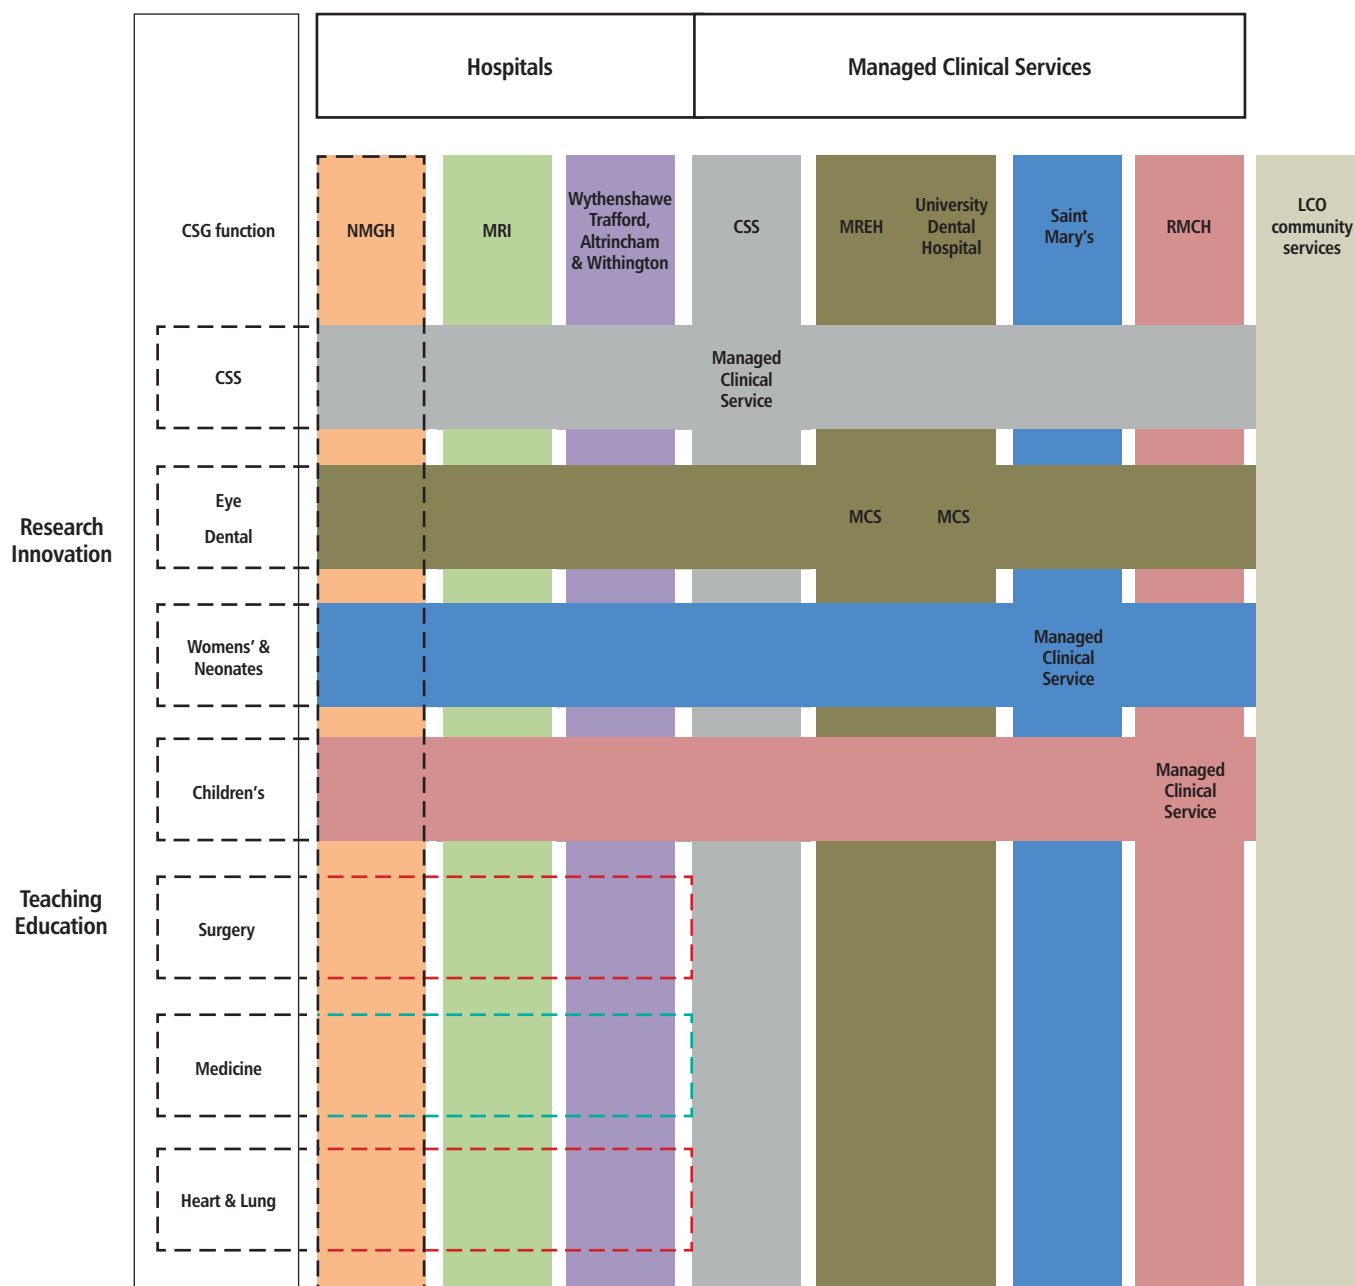 Hospitals
Managed Clinical Services
CSG function
NMGH
MRI
Wythenshawe
Trafford,
Altrincham
& Withington
CSS
MREH
University
Dental
Hospital
Saint
Mary's
RMCH
LCO
community
services
CSS
Managed
Clinical
Service
Research
Innovation
Eye
Dental
MCS
MCS
Womens' &
Neonates
Managed
Clinical
Service
Children's
Managed
Clinical
Service
Teaching
Education
Surgery
Medicine
Heart & Lung